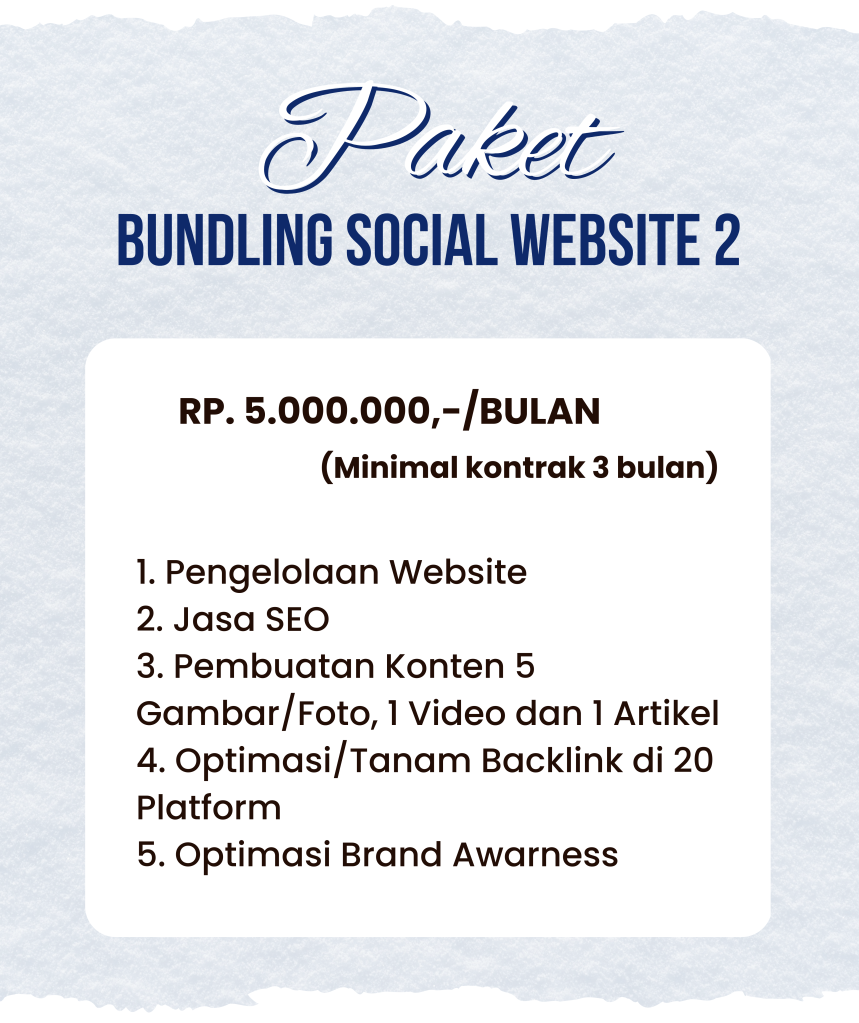 Paket
BUNDLING SOCIAL WEBSITE 2
RP. 5.000.000,-/BULAN
(Minimal kontrak 3 bulan)
1. Pengelolaan Website
2. Jasa SEO
3. Pembuatan Konten 5
Gambar/Foto, 1 Video dan 1 Artikel
4. Optimasi/Tanam Backlink di 20
Platform
5. Optimasi Brand Awarness